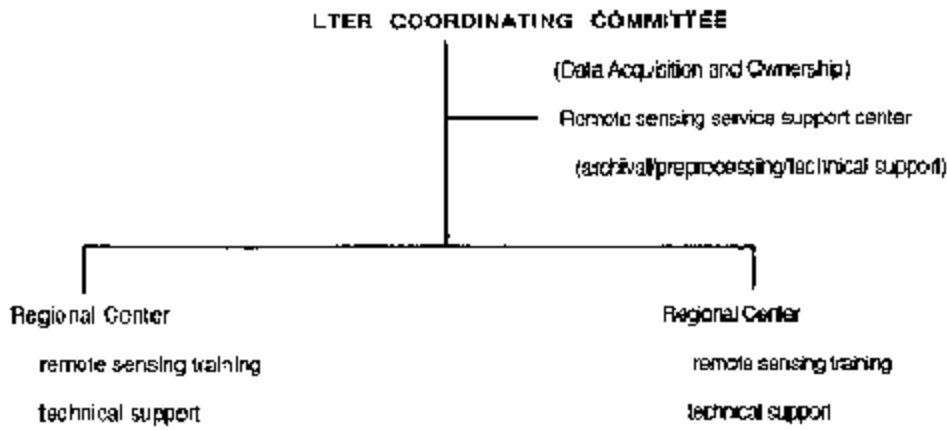 LTER COORDINATING COMMITTEE
(Data Acquisition and Ownership)
Remote sensing service support center
(archival/preprocessing/technical support)
Regional Center
remote sensing training
technical support
Regional Center
remote sensing training
technical support